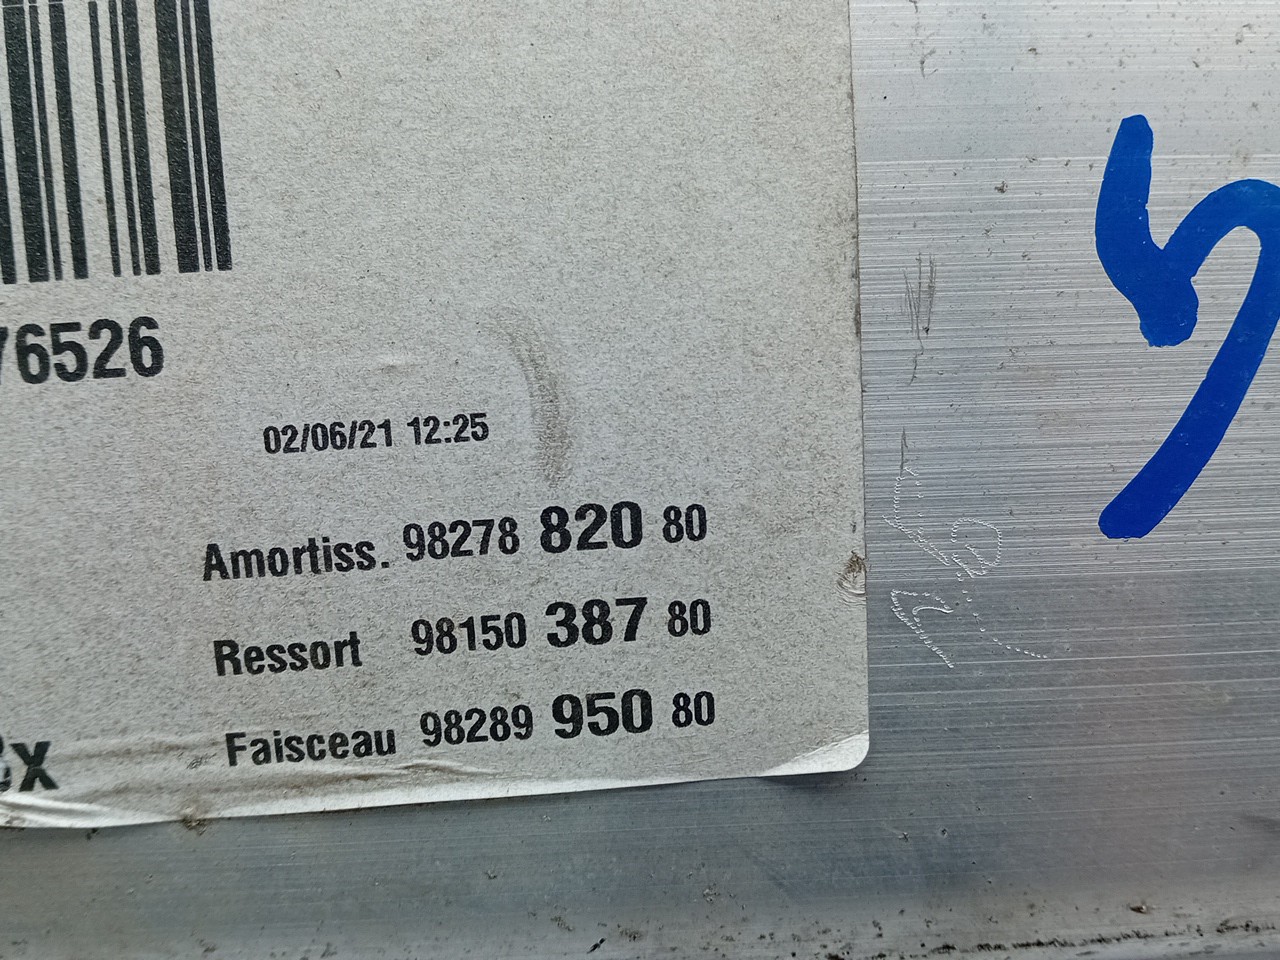 76526
02/06/21 12:25
Amortiss. 98278 820 80
Ressort 98150 387 80
Faisceau 98289 950 80